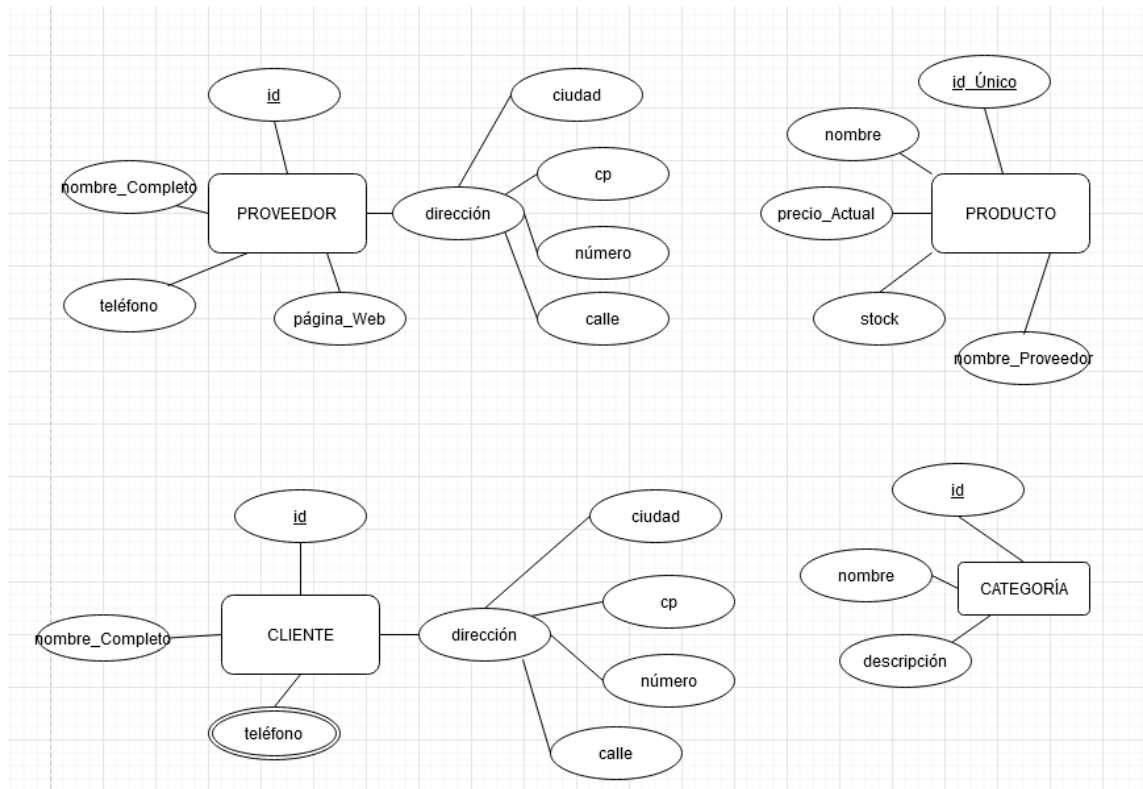 id
ciudad
nombre_Completo
PROVEEDOR
dirección
cp
número
teléfono
página_Web
calle
id_Único
nombre
precio_Actual
PRODUCTO
stock
nombre_Proveedor
id
ciudad
nombre_Completo
CLIENTE
dirección
cp
número
teléfono
calle
id
nombre
CATEGORÍA
descripción